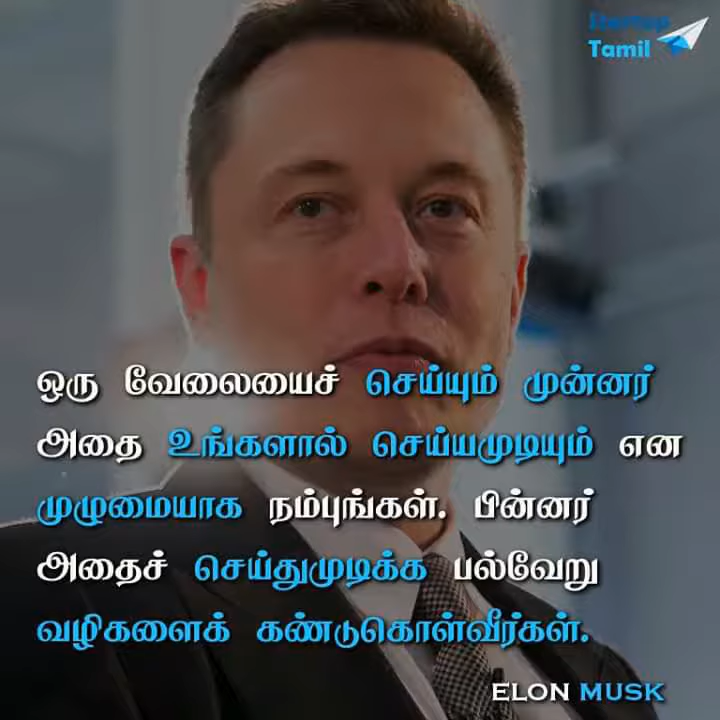 Startup
Tamil
ஒரு வேலையைச் செய்யும் முன்னர்
அதை உங்களால் செய்யமுடியும் என
முழுமையாக நம்புங்கள். பின்னர்
அதைச் செய்துமுடிக்க பல்வேறு
வழிகளைக் கண்டுகொள்வீர்கள்.
ELON MUSK